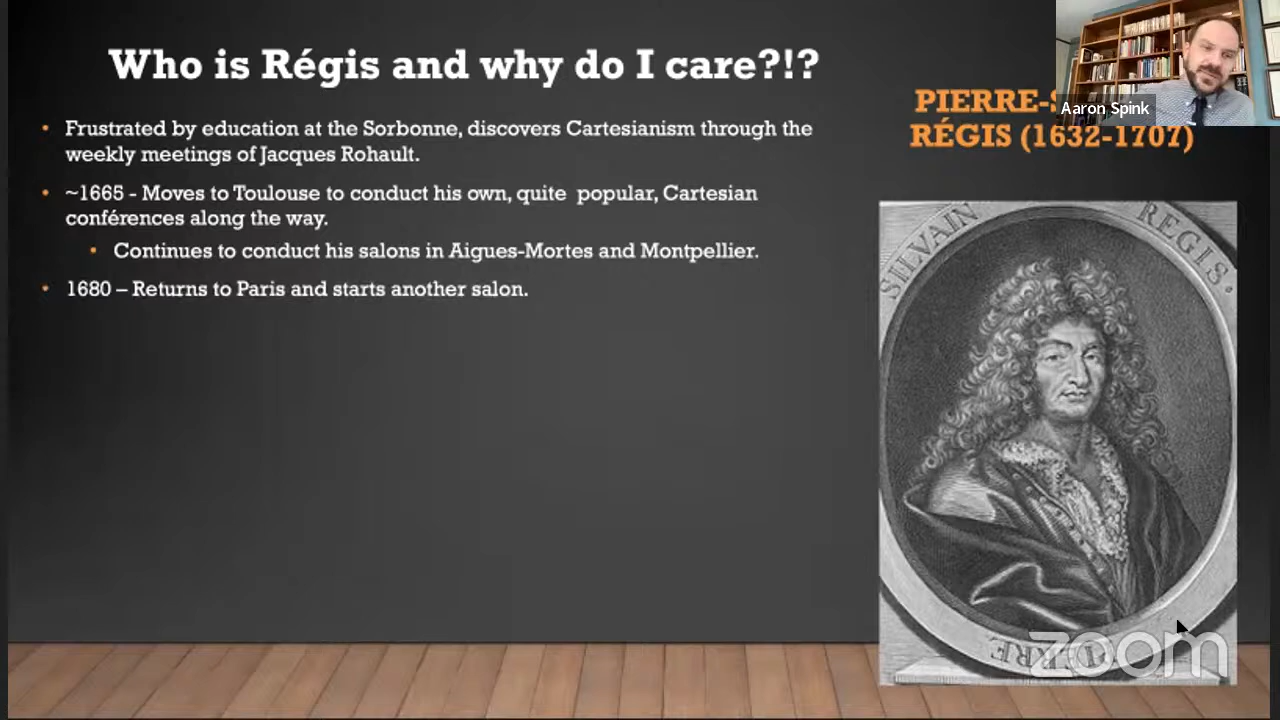 Who is Régis and why do I care?!?
• Frustrated by education at the Sorbonne, discovers Cartesianism through the
weekly meetings of Jacques Rohault.
• ~1665 - Moves to Toulouse to conduct his own, quite popular, Cartesian
conférences along the way.
• Continues to conduct his salons in Aigues-Mortes and Montpellier.
• 1680 – Returns to Paris and starts another salon.
PIERRE-S
RÉGIS (1632-1707)
Aaron Spink
SILVAIN
REGIS.
zoom